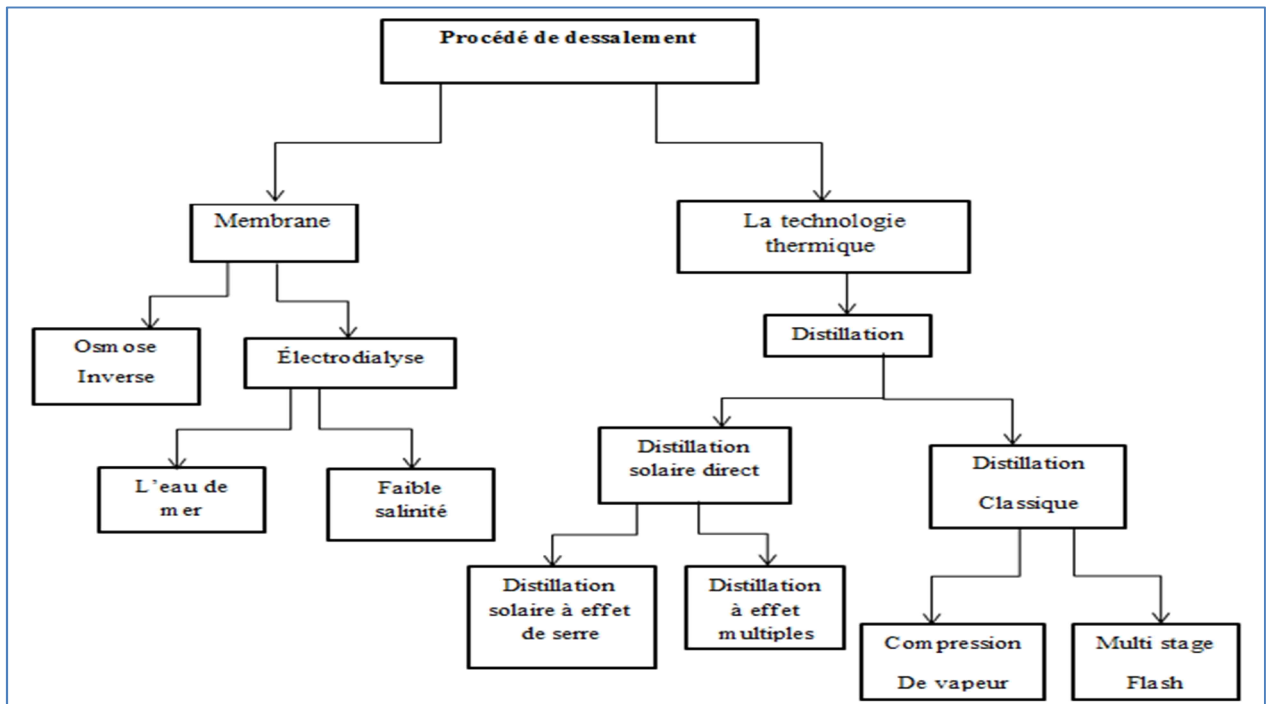 Procédé de dessalement
Membrane
La technologie
thermique
Osmose
Inverse
Électrodialyse
Distillation
L'eau de
mer
Faible
salinité
Distillation
solaire direct
Distillation
Classique
Distillation
solaire à effet
de serre
Distillation
à effet
multiples
Compression
De vapeur
Multi stage
Flash